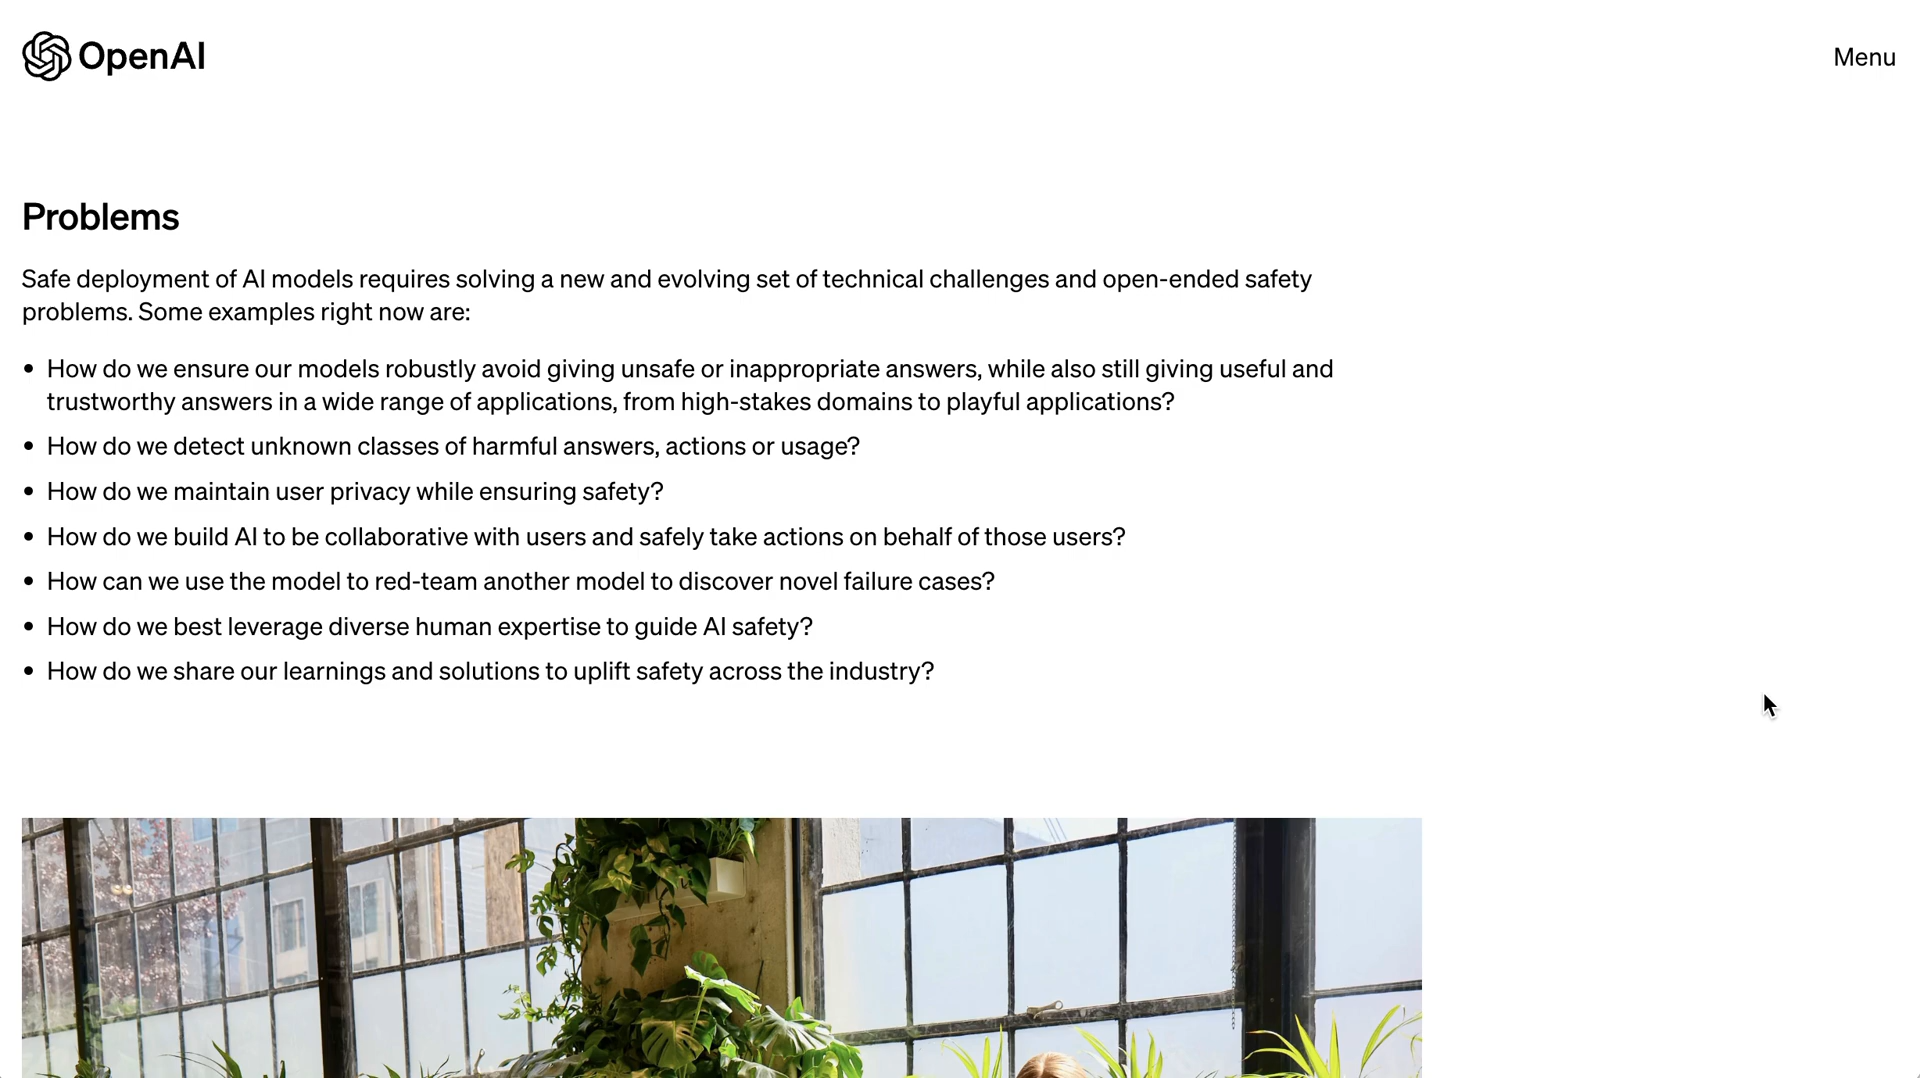 OpenAI
Menu
Problems
Safe deployment of AI models requires solving a new and evolving set of technical challenges and open-ended safety
problems. Some examples right now are:
• How do we ensure our models robustly avoid giving unsafe or inappropriate answers, while also still giving useful and
trustworthy answers in a wide range of applications, from high-stakes domains to playful applications?
• How do we detect unknown classes of harmful answers, actions or usage?
• How do we maintain user privacy while ensuring safety?
• How do we build AI to be collaborative with users and safely take actions on behalf of those users?
• How can we use the model to red-team another model to discover novel failure cases?
• How do we best leverage diverse human expertise to guide AI safety?
• How do we share our learnings and solutions to uplift safety across the industry?